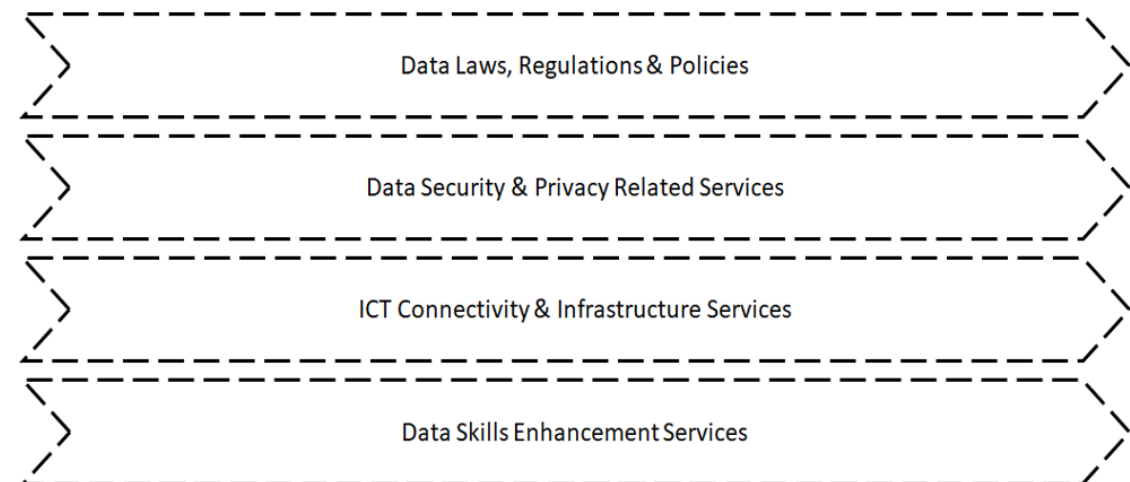 Data Laws, Regulations & Policies
Data Security & Privacy Related Services
ICT Connectivity & Infrastructure Services
Data Skills Enhancement Services